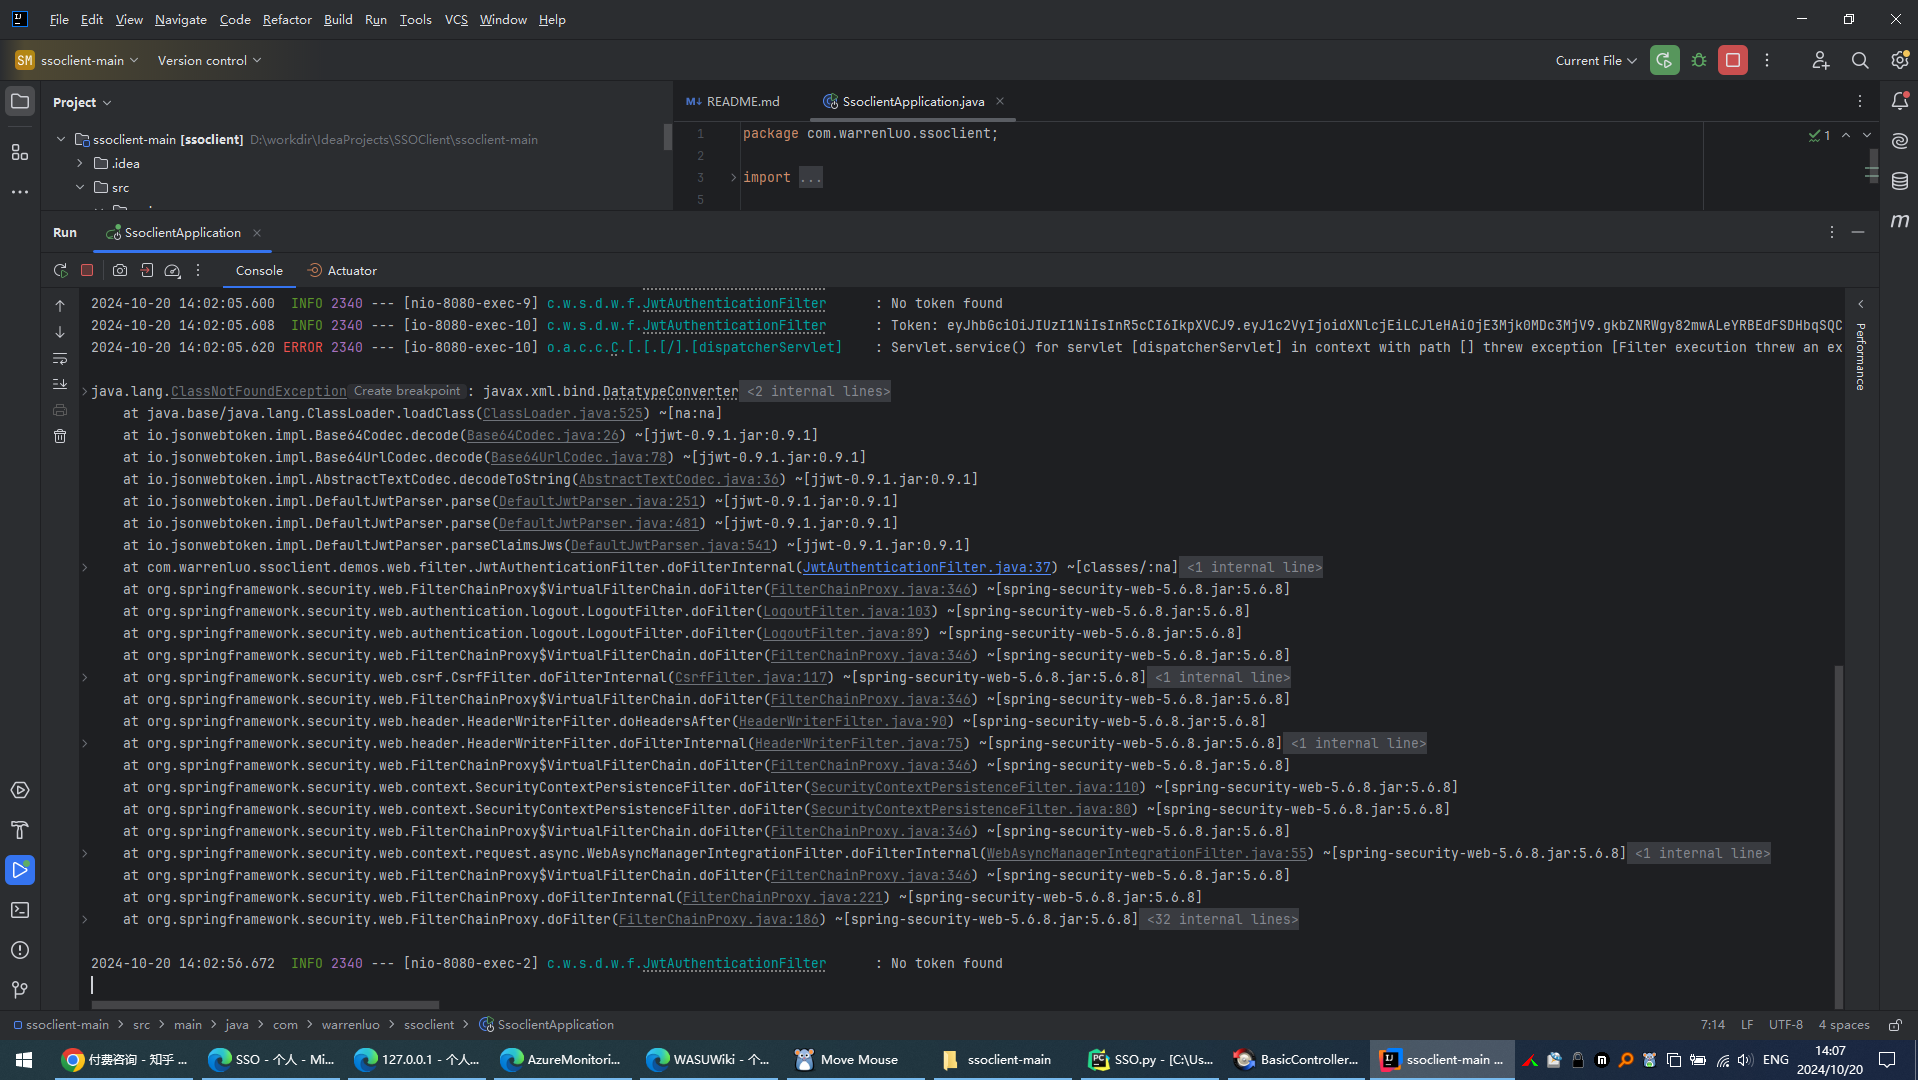 File Edit View Navigate Code Refactor Build Run Tools VCS Window Help
SM ssoclient-main Version control Current File
Project
README.md SsoclientApplication.java
ssoclient-main [ssoclient] D:\workdir\IdeaProjects\SSOClient\ssoclient-main
.idea
src
1 package com.warrenluo.ssoclient;
2
3 import ...
5
1
Run SsoclientApplication
Console Actuator
Performance
2024-10-20 14:02:05.600 INFO 2340 --- [nio-8080-exec-9] c.w.s.d.w.f.JwtAuthenticationFilter : No token found
2024-10-20 14:02:05.608 INFO 2340 --- [io-8080-exec-10] c.w.s.d.w.f.JwtAuthenticationFilter : Token: eyJhbGciOiJIUzI1NiIsInR5cCI6IkpXVCJ9.eyJ1c2VyIjoidXNlcjEiLCJleHAiOjE3Mjk0MDc3MjV9.gkbZNRWgy82mwALeYRBEdFSDHbqSQC
2024-10-20 14:02:05.620 ERROR 2340 --- [io-8080-exec-10] o.a.c.c.C.[.[.[/].[dispatcherServlet] : Servlet.service() for servlet [dispatcherServlet] in context with path [] threw exception [Filter execution threw an ex
java.lang.ClassNotFoundException Create breakpoint : javax.xml.bind.DatatypeConverter <2 internal lines>
at java.base/java.lang.ClassLoader.loadClass(ClassLoader.java:525) ~[na:na]
at io.jsonwebtoken.impl.Base64Codec.decode(Base64Codec.java:26) ~[jjwt-0.9.1.jar:0.9.1]
at io.jsonwebtoken.impl.Base64UrlCodec.decode(Base64UrlCodec.java:78) ~[jjwt-0.9.1.jar:0.9.1]
at io.jsonwebtoken.impl.AbstractTextCodec.decodeToString(AbstractTextCodec.java:36) ~[jjwt-0.9.1.jar:0.9.1]
at io.jsonwebtoken.impl.DefaultJwtParser.parse(DefaultJwtParser.java:251) ~[jjwt-0.9.1.jar:0.9.1]
at io.jsonwebtoken.impl.DefaultJwtParser.parse(DefaultJwtParser.java:481) ~[jjwt-0.9.1.jar:0.9.1]
at io.jsonwebtoken.impl.DefaultJwtParser.parseClaimsJws(DefaultJwtParser.java:541) ~[jjwt-0.9.1.jar:0.9.1]
at com.warrenluo.ssoclient.demos.web.filter.JwtAuthenticationFilter.doFilterInternal(JwtAuthenticationFilter.java:37) ~[classes/:na] <1 internal line>
at org.springframework.security.web.FilterChainProxy$VirtualFilterChain.doFilter(FilterChainProxy.java:346) ~[spring-security-web-5.6.8.jar:5.6.8]
at org.springframework.security.web.authentication.logout.LogoutFilter.doFilter(LogoutFilter.java:103) ~[spring-security-web-5.6.8.jar:5.6.8]
at org.springframework.security.web.authentication.logout.LogoutFilter.doFilter(LogoutFilter.java:89) ~[spring-security-web-5.6.8.jar:5.6.8]
at org.springframework.security.web.FilterChainProxy$VirtualFilterChain.doFilter(FilterChainProxy.java:346) ~[spring-security-web-5.6.8.jar:5.6.8]
at org.springframework.security.web.csrf.CsrfFilter.doFilterInternal(CsrfFilter.java:117) ~[spring-security-web-5.6.8.jar:5.6.8] <1 internal line>
at org.springframework.security.web.FilterChainProxy$VirtualFilterChain.doFilter(FilterChainProxy.java:346) ~[spring-security-web-5.6.8.jar:5.6.8]
at org.springframework.security.web.header.HeaderWriterFilter.doHeadersAfter(HeaderWriterFilter.java:90) ~[spring-security-web-5.6.8.jar:5.6.8]
at org.springframework.security.web.header.HeaderWriterFilter.doFilterInternal(HeaderWriterFilter.java:75) ~[spring-security-web-5.6.8.jar:5.6.8] <1 internal line>
at org.springframework.security.web.FilterChainProxy$VirtualFilterChain.doFilter(FilterChainProxy.java:346) ~[spring-security-web-5.6.8.jar:5.6.8]
at org.springframework.security.web.context.SecurityContextPersistenceFilter.doFilter(SecurityContextPersistenceFilter.java:110) ~[spring-security-web-5.6.8.jar:5.6.8]
at org.springframework.security.web.context.SecurityContextPersistenceFilter.doFilter(SecurityContextPersistenceFilter.java:80) ~[spring-security-web-5.6.8.jar:5.6.8]
at org.springframework.security.web.FilterChainProxy$VirtualFilterChain.doFilter(FilterChainProxy.java:346) ~[spring-security-web-5.6.8.jar:5.6.8]
at org.springframework.security.web.context.request.async.WebAsyncManagerIntegrationFilter.doFilterInternal(WebAsyncManagerIntegrationFilter.java:55) ~[spring-security-web-5.6.8.jar:5.6.8] <1 internal line>
at org.springframework.security.web.FilterChainProxy$VirtualFilterChain.doFilter(FilterChainProxy.java:346) ~[spring-security-web-5.6.8.jar:5.6.8]
at org.springframework.security.web.FilterChainProxy.doFilterInternal(FilterChainProxy.java:221) ~[spring-security-web-5.6.8.jar:5.6.8]
at org.springframework.security.web.FilterChainProxy.doFilter(FilterChainProxy.java:186) ~[spring-security-web-5.6.8.jar:5.6.8] <32 internal lines>
2024-10-20 14:02:56.672 INFO 2340 --- [nio-8080-exec-2] c.w.s.d.w.f.JwtAuthenticationFilter : No token found
ssoclient-main > src > main > java > com > warrenluo > ssoclient > SsoclientApplication 7:14 LF UTF-8 4 spaces
付费咨询 - 知乎 ... SSO - 个人 - Mi... 127.0.0.1 - 个人... AzureMonitori... WASUWiki - 个... Move Mouse ssoclient-main SSO.py - [C:\Us... BasicController... ssoclient-main ... ENG 14:07
2024/10/20